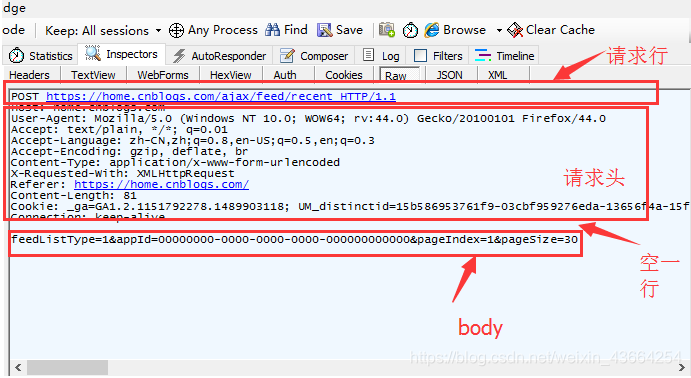 dge
ode Keep: All sessions Any Process Find Save Browse Clear Cache
Statistics Inspectors AutoResponder Composer Log Filters Timeline
Headers TextView WebForms HexView Auth Cookies Raw JSON XML
请求行
POST https://home.cnblogs.com/ajax/feed/recent HTTP/1.1
Host: home.cnblogs.com
User-Agent: Mozilla/5.0 (Windows NT 10.0; WOW64; rv:44.0) Gecko/20100101 Firefox/44.0
Accept: text/plain, */*; q=0.01
Accept-Language: zh-CN,zh;q=0.8,en-US;q=0.5,en;q=0.3
Accept-Encoding: gzip, deflate, br
Content-Type: application/x-www-form-urlencoded
X-Requested-With: XMLHttpRequest
请求头
Referer: https://home.cnblogs.com/
Content-Length: 81
Cookie: _ga=GA1.2.1151792278.1489903118; UM_distinctid=15b586953761f9-03cbf959276eda-13656f4a-15f
Connection: keep-alive
feedListType=1&appId=00000000-0000-0000-0000-000000000000&pageIndex=1&pageSize=30
空一
行
body
https://blog.csdn.net/weixin_43664254